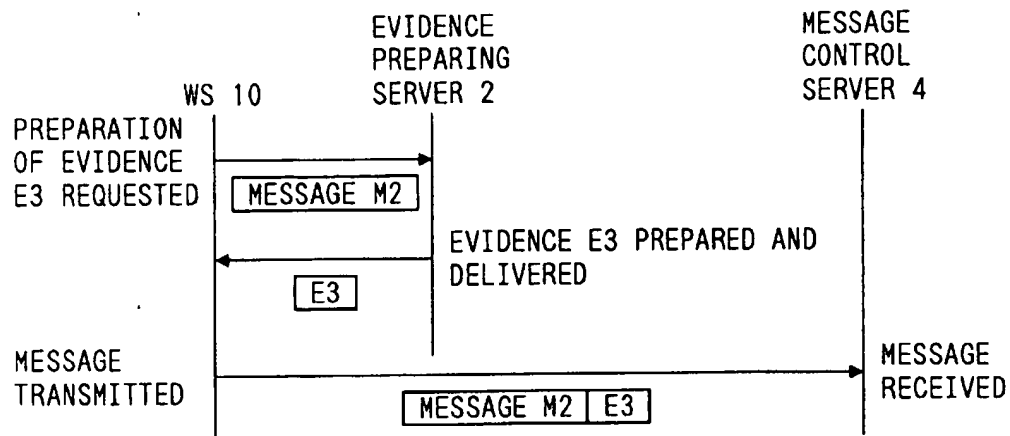 EVIDENCE
PREPARING
SERVER 2
MESSAGE
CONTROL
SERVER 4
WS 10
PREPARATION
OF EVIDENCE
E3 REQUESTED
MESSAGE M2
EVIDENCE E3 PREPARED AND
DELIVERED
E3
MESSAGE
TRANSMITTED
MESSAGE
RECEIVED
MESSAGE M2 E3